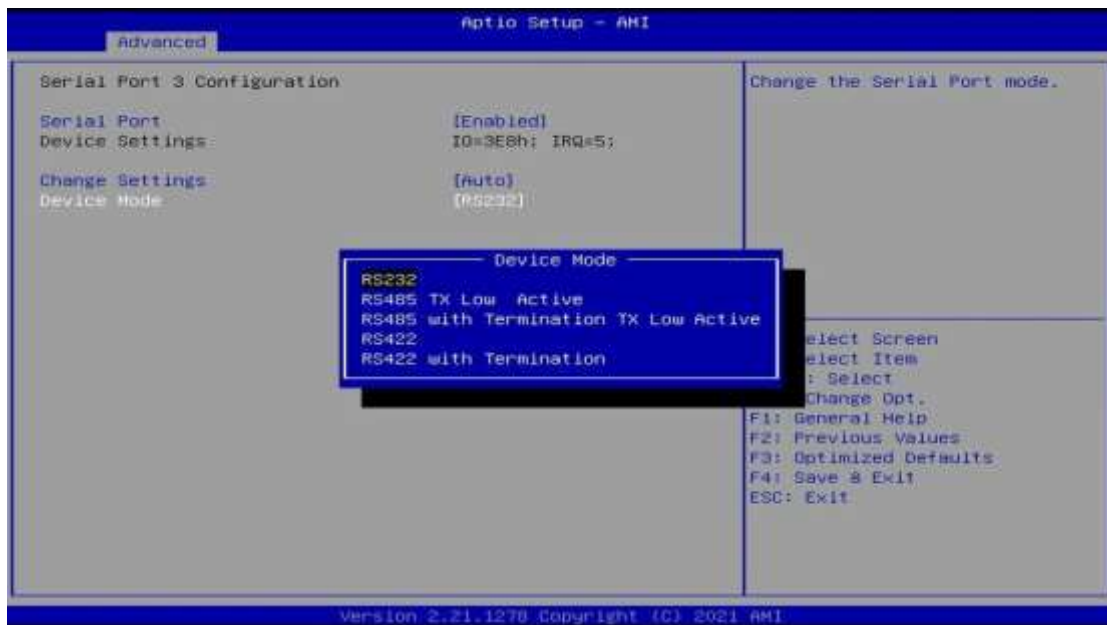 Aptio Setup - AMI
Advanced
Serial Port 3 Configuration
Serial Port [Enabled]
Device Settings IO=3E8h; IRQ=5;
Change Settings [Auto]
Device Mode [RS232]
Change the Serial Port mode.
Device Mode
RS232
RS485 TX Low Active
RS485 with Termination TX Low Active
RS422
RS422 with Termination
elect Screen
elect Item
: Select
Change Opt.
F1: General Help
F2: Previous Values
F3: Optimized Defaults
F4: Save & Exit
ESC: Exit
Version 2.21.1278 Copyright (C) 2021 AMI